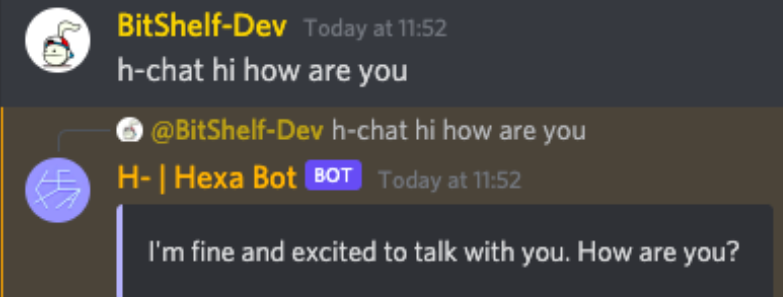 BitShelf-Dev Today at 11:52
h-chat hi how are you
@BitShelf-Dev h-chat hi how are you
H- | Hexa Bot BOT Today at 11:52
I'm fine and excited to talk with you. How are you?